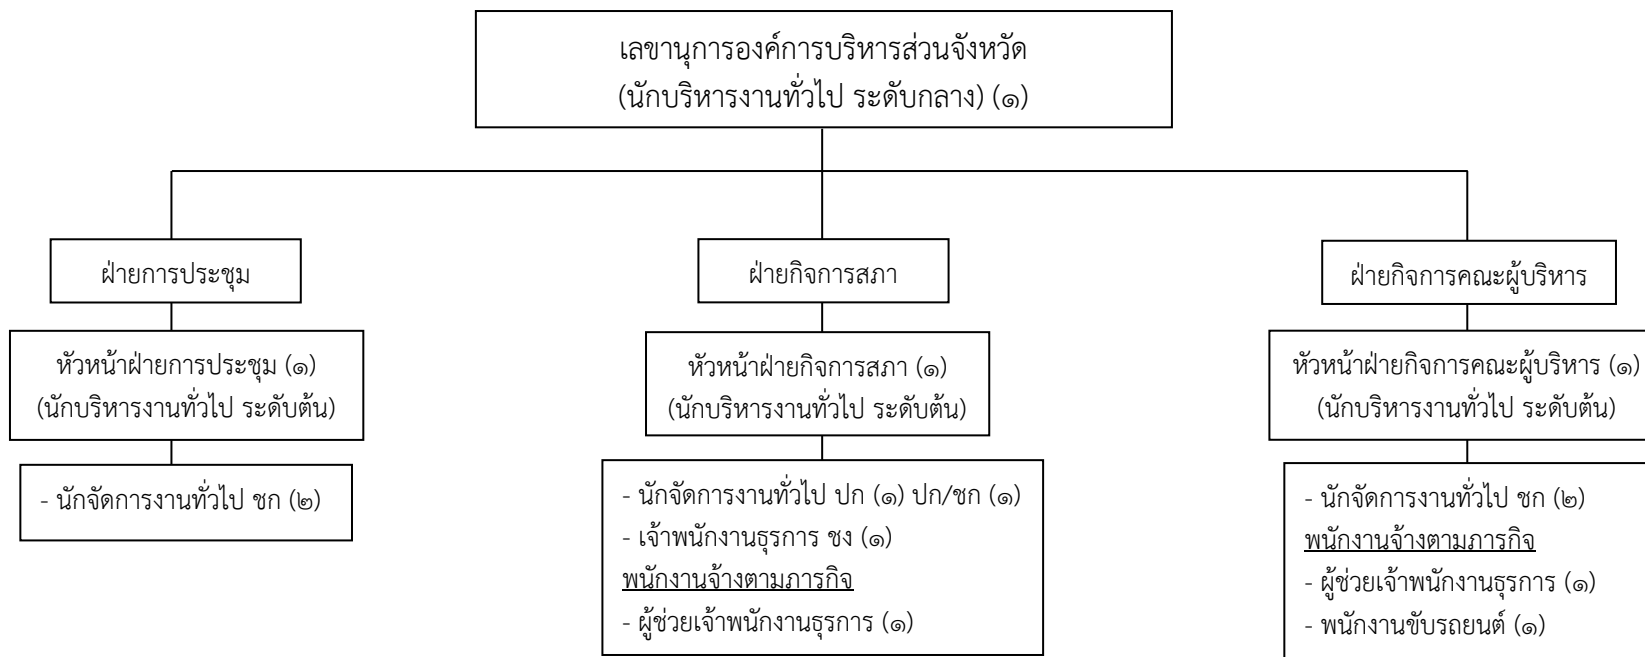 เลขานุการองค์การบริหารส่วนจังหวัด
(นักบริหารงานทั่วไป ระดับกลาง) (๑)
ฝ่ายการประชุม
หัวหน้าฝ่ายการประชุม (๑)
(นักบริหารงานทั่วไป ระดับต้น)
- นักจัดการงานทั่วไป ชก (๒)
ฝ่ายกิจการสภา
หัวหน้าฝ่ายกิจการสภา (๑)
(นักบริหารงานทั่วไป ระดับต้น)
- นักจัดการงานทั่วไป ปก (๑) ปก/ชก (๑)
- เจ้าพนักงานธุรการ ชง (๑)
พนักงานจ้างตามภารกิจ
- ผู้ช่วยเจ้าพนักงานธุรการ (๑)
ฝ่ายกิจการคณะผู้บริหาร
หัวหน้าฝ่ายกิจการคณะผู้บริหาร (๑)
(นักบริหารงานทั่วไป ระดับต้น)
- นักจัดการงานทั่วไป ชก (๒)
พนักงานจ้างตามภารกิจ
- ผู้ช่วยเจ้าพนักงานธุรการ (๑)
- พนักงานขับรถยนต์ (๑)